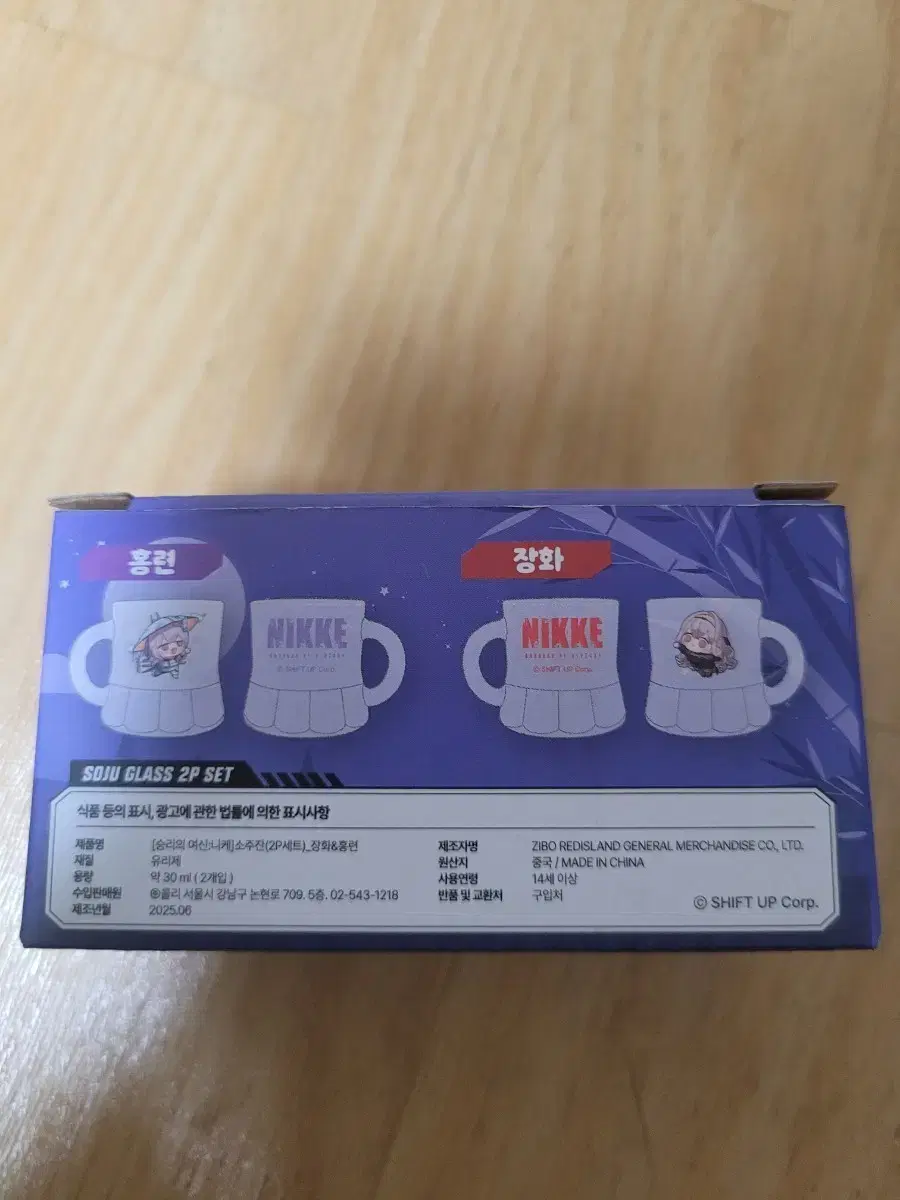 홍련
장화
NIKKE
© SHIFT UP Corp.
NIKKE
© SHIFT UP Corp.
SOJU GLASS 2P SET
식품 등의 표시, 광고에 관한 법률에 의한 표시사항
제품명 [승리의 여신:니케]소주잔(2P세트)_장화&홍련
재질 유리제
용량 약 30 ml ( 2개입 )
수입판매원 서울시 강남구 논현로 709. 5층. 02-543-1218
제조년월 2025.06
제조자명 ZIBO REDISLAND GENERAL MERCHANDISE CO., LTD.
원산지 중국 / MADE IN CHINA
사용연령 14세 이상
반품 및 교환처 구입처
© SHIFT UP Corp.